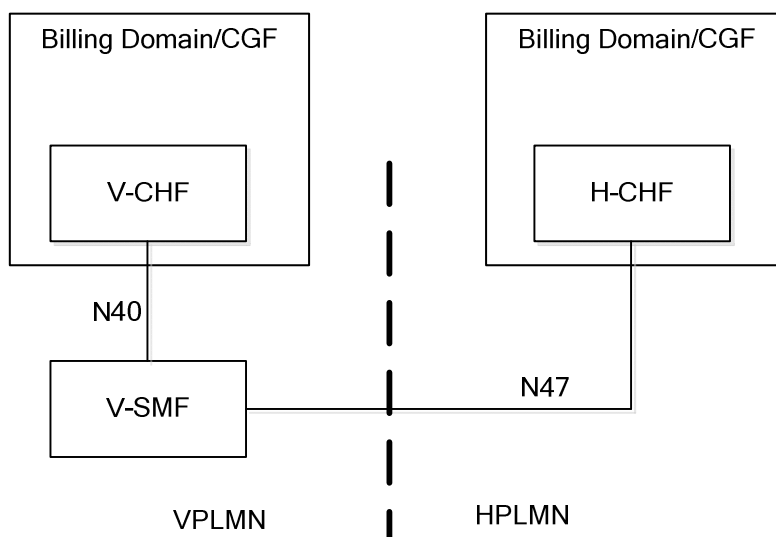 Billing Domain/CGF
Billing Domain/CGF
V-CHF
H-CHF
N40
V-SMF
N47
VPLMN
HPLMN